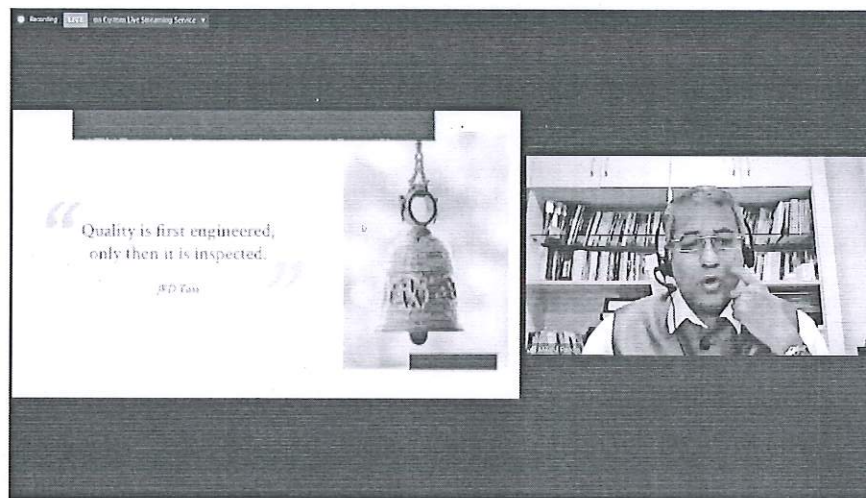 Recording LIVE on Custom Live Streaming Service
“Quality is first engineered,
only then it is inspected.”
JRD Tata